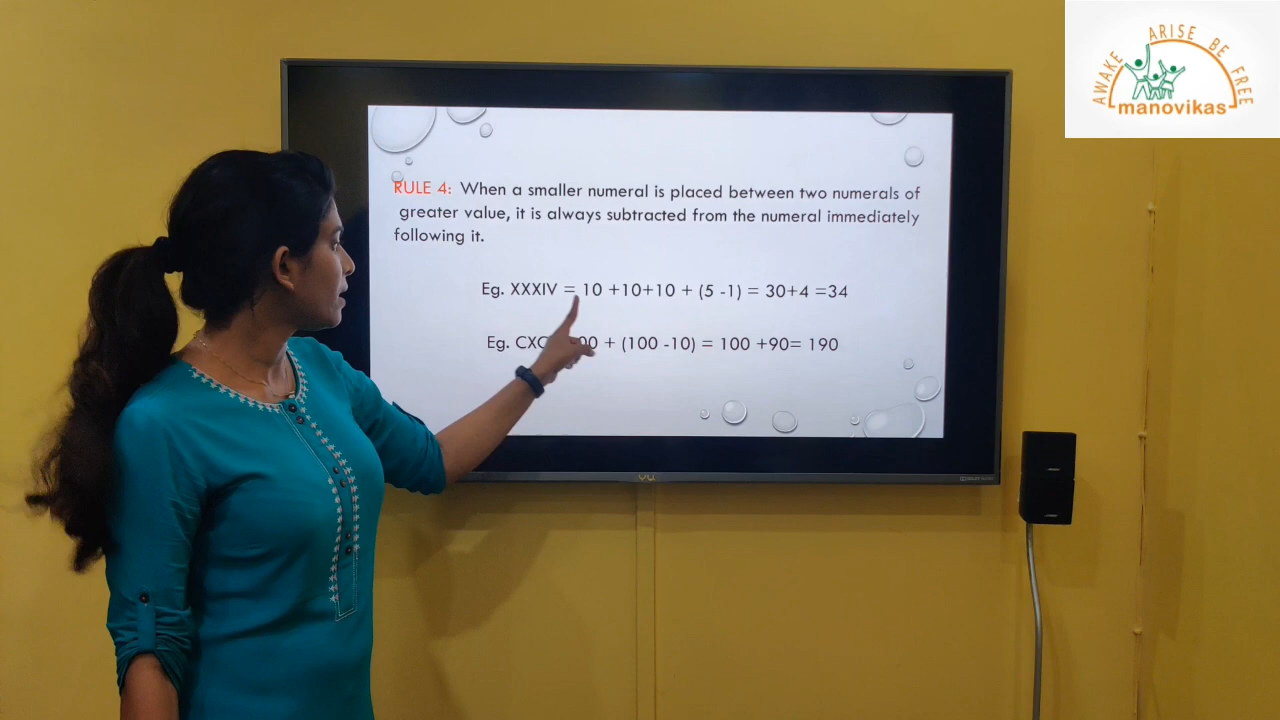 AWAKE ARISE BE FREE
manovikas
RULE 4: When a smaller numeral is placed between two numerals of
greater value, it is always subtracted from the numeral immediately
following it.
Eg. XXXIV = 10 +10+10 + (5 -1) = 30+4 =34
Eg. + (100 -10) = 100 +90= 190